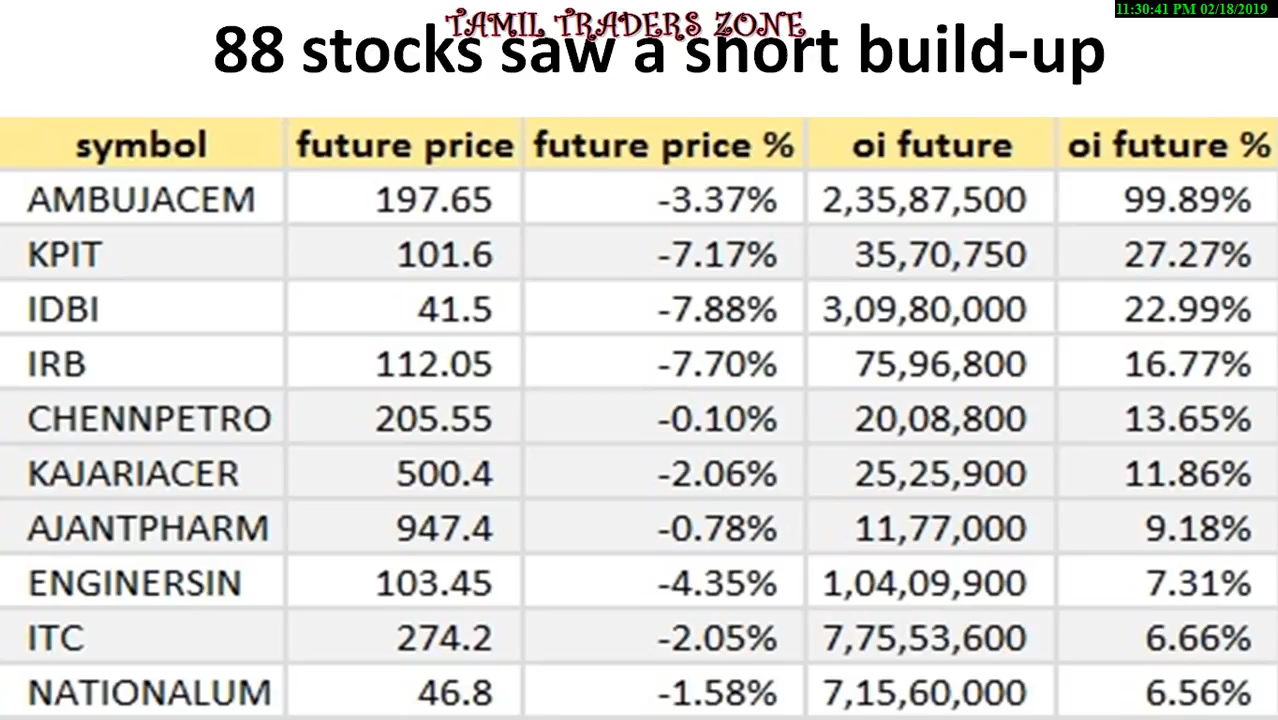 11:30:41 PM 02/18/2019
TAMIL TRADERS ZONE
88 stocks saw a short build-up
symbol future price future price % oi future oi future %
AMBUJACEM 197.65 -3.37% 2,35,87,500 99.89%
KPIT 101.6 -7.17% 35,70,750 27.27%
IDBI 41.5 -7.88% 3,09,80,000 22.99%
IRB 112.05 -7.70% 75,96,800 16.77%
CHENNPETRO 205.55 -0.10% 20,08,800 13.65%
KAJARIACER 500.4 -2.06% 25,25,900 11.86%
AJANTPHARM 947.4 -0.78% 11,77,000 9.18%
ENGINERSIN 103.45 -4.35% 1,04,09,900 7.31%
ITC 274.2 -2.05% 7,75,53,600 6.66%
NATIONALUM 46.8 -1.58% 7,15,60,000 6.56%